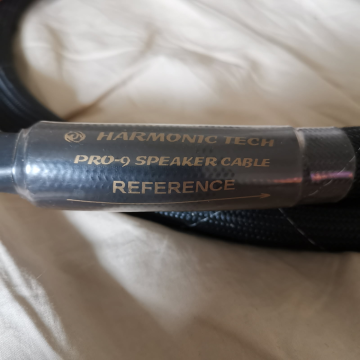 HARMONIC TECH
PRO-9 SPEAKER CABLE
REFERENCE